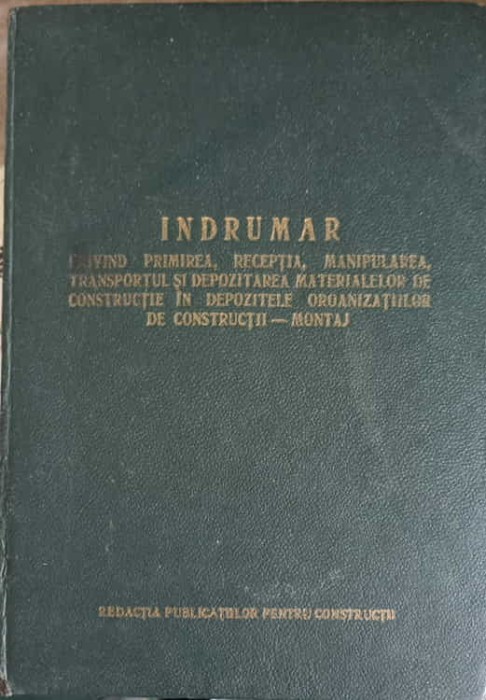 INDRUMAR
PRIVIND PRIMIREA, RECEPȚIA, MANIPULAREA,
TRANSPORTUL ȘI DEPOZITAREA MATERIALELOR DE
CONSTRUCȚIE ÎN DEPOZITELE ORGANIZAȚIILOR
DE CONSTRUCȚII — MONTAJ
REDACȚIA PUBLICAȚIILOR PENTRU CONSTRUCȚII